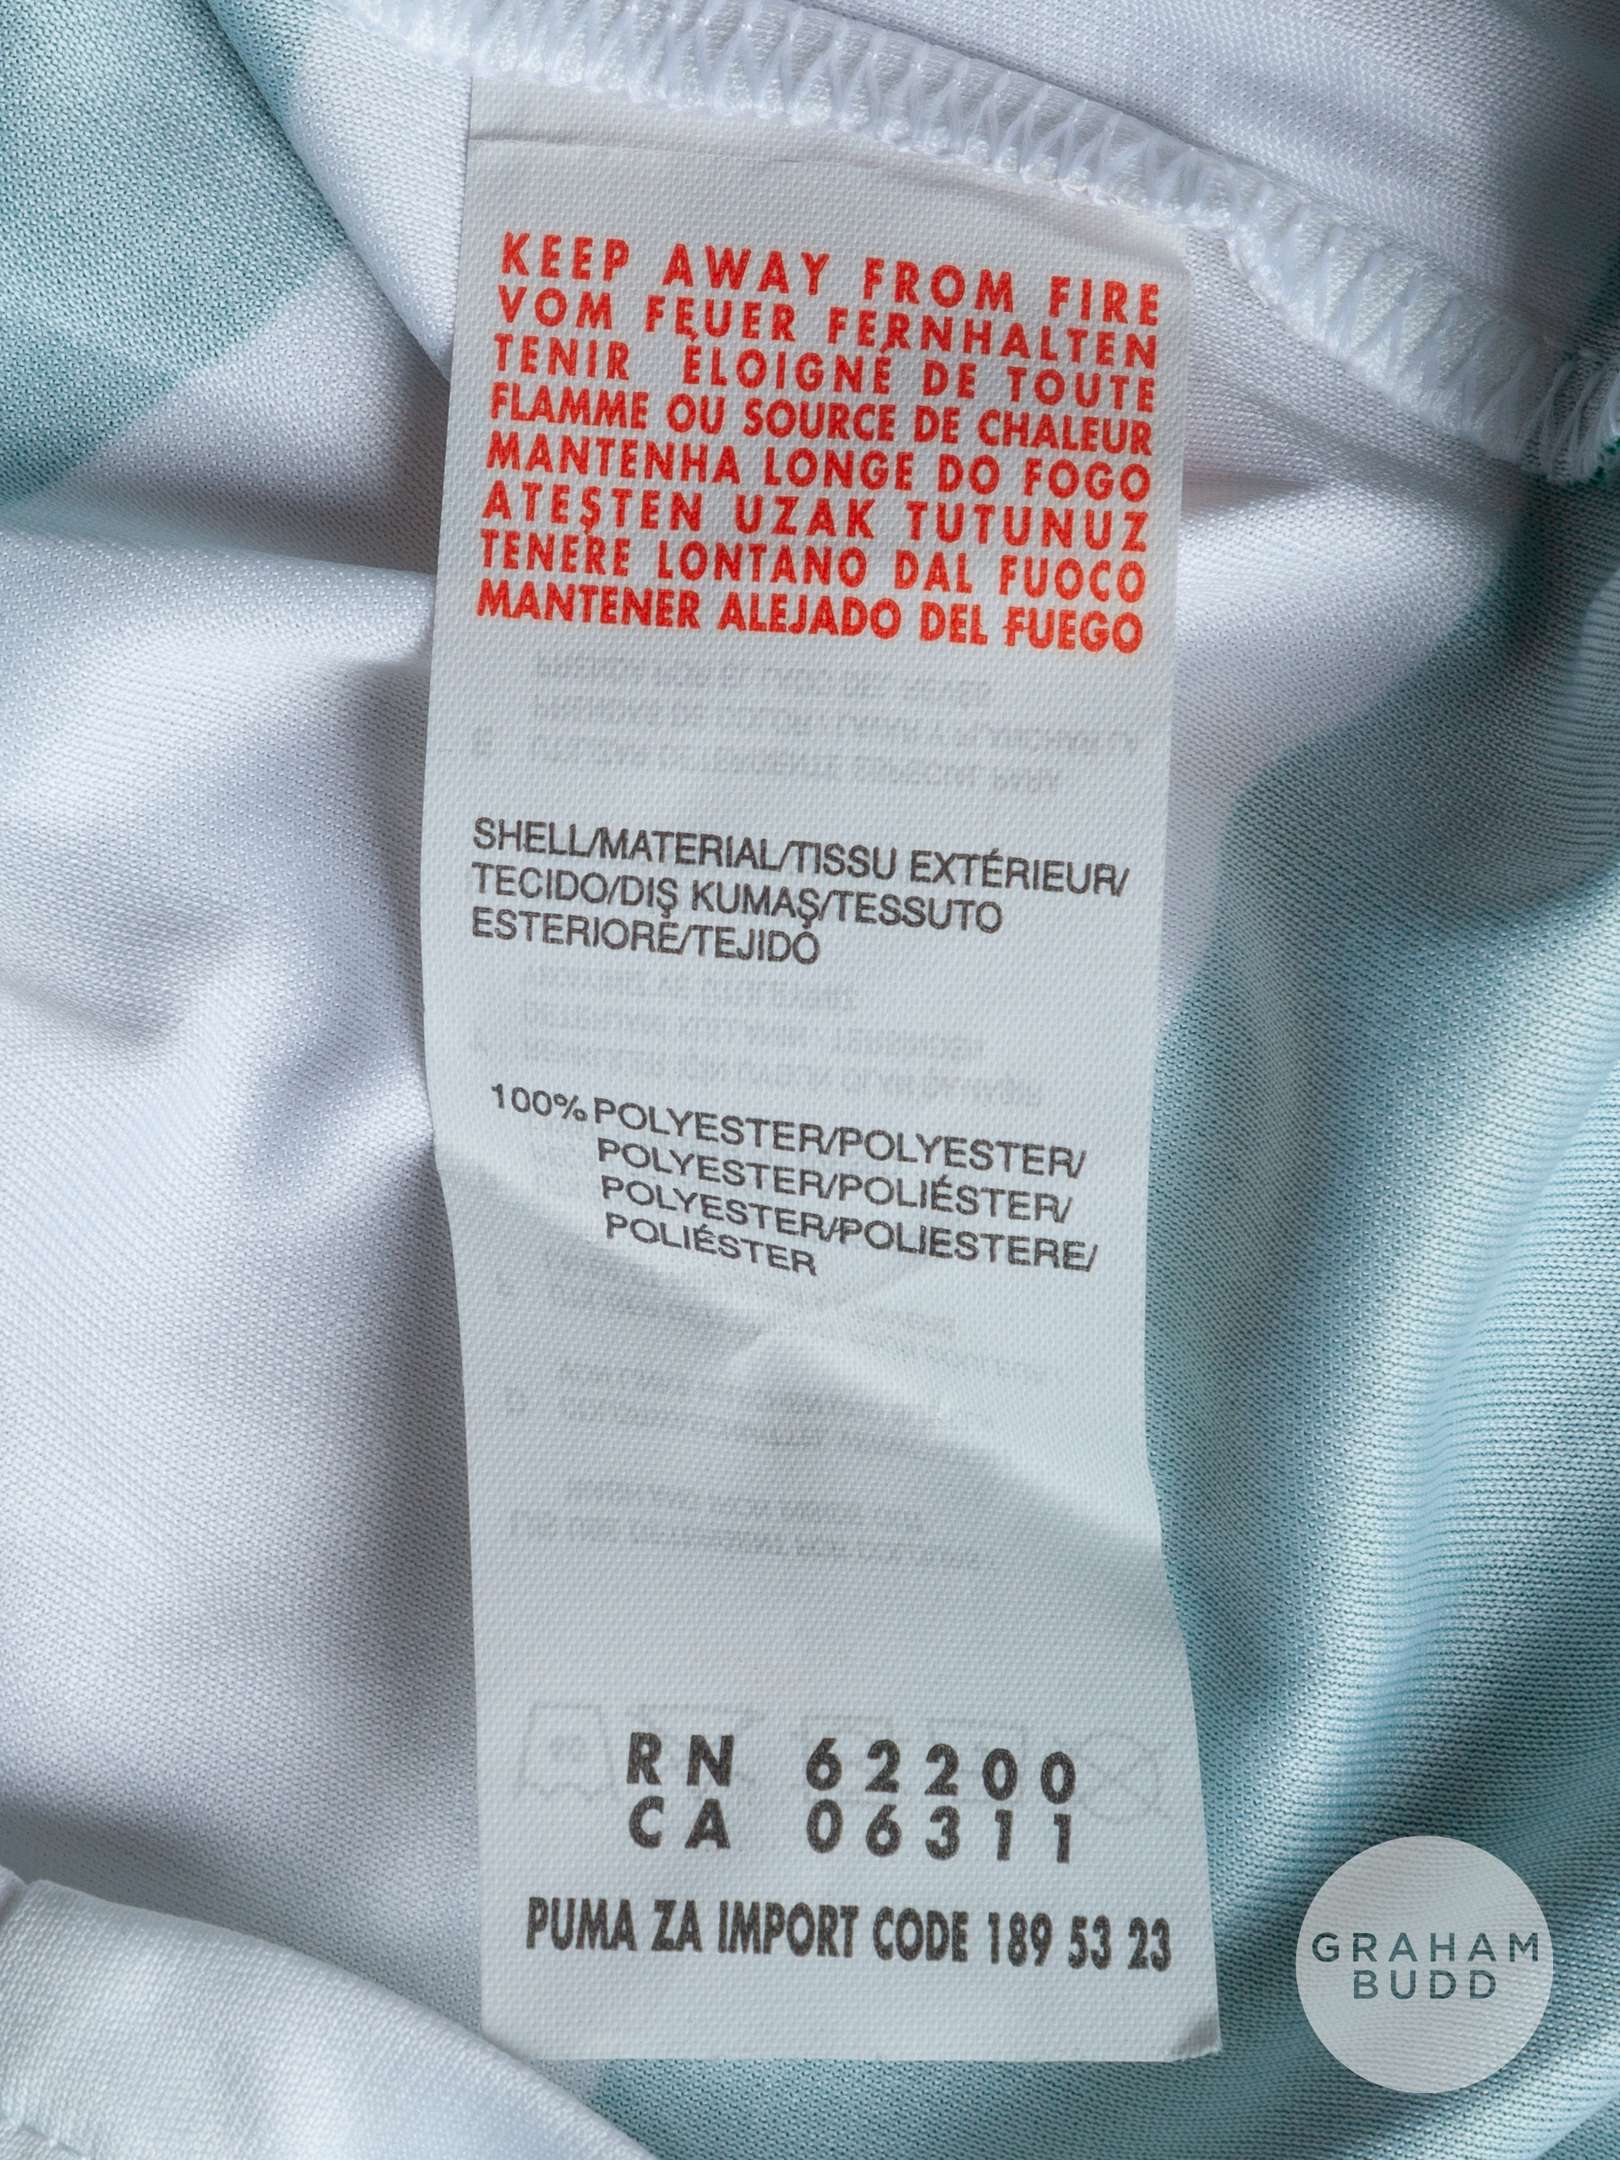 KEEP AWAY FROM FIRE
VOM FEUER FERNHALTEN
TENIR ÉLOIGNÉ DE TOUTE
FLAMME OU SOURCE DE CHALEUR
MANTENHA LONGE DO FOGO
ATEŞTEN UZAK TUTUNUZ
TENERE LONTANO DAL FUOCO
MANTENER ALEJADO DEL FUEGO
SHELL/MATERIAL/TISSU EXTÉRIEUR/
TECIDO/DIŞ KUMAŞ/TESSUTO
ESTERIORE/TEJIDO
100% POLYESTER/POLYESTER/
POLYESTER/POLIÉSTER/
POLYESTER/POLIESTERE/
POLIÉSTER
RN 62200
CA 06311
PUMA ZA IMPORT CODE 189 53 23
GRAHAM
BUDD